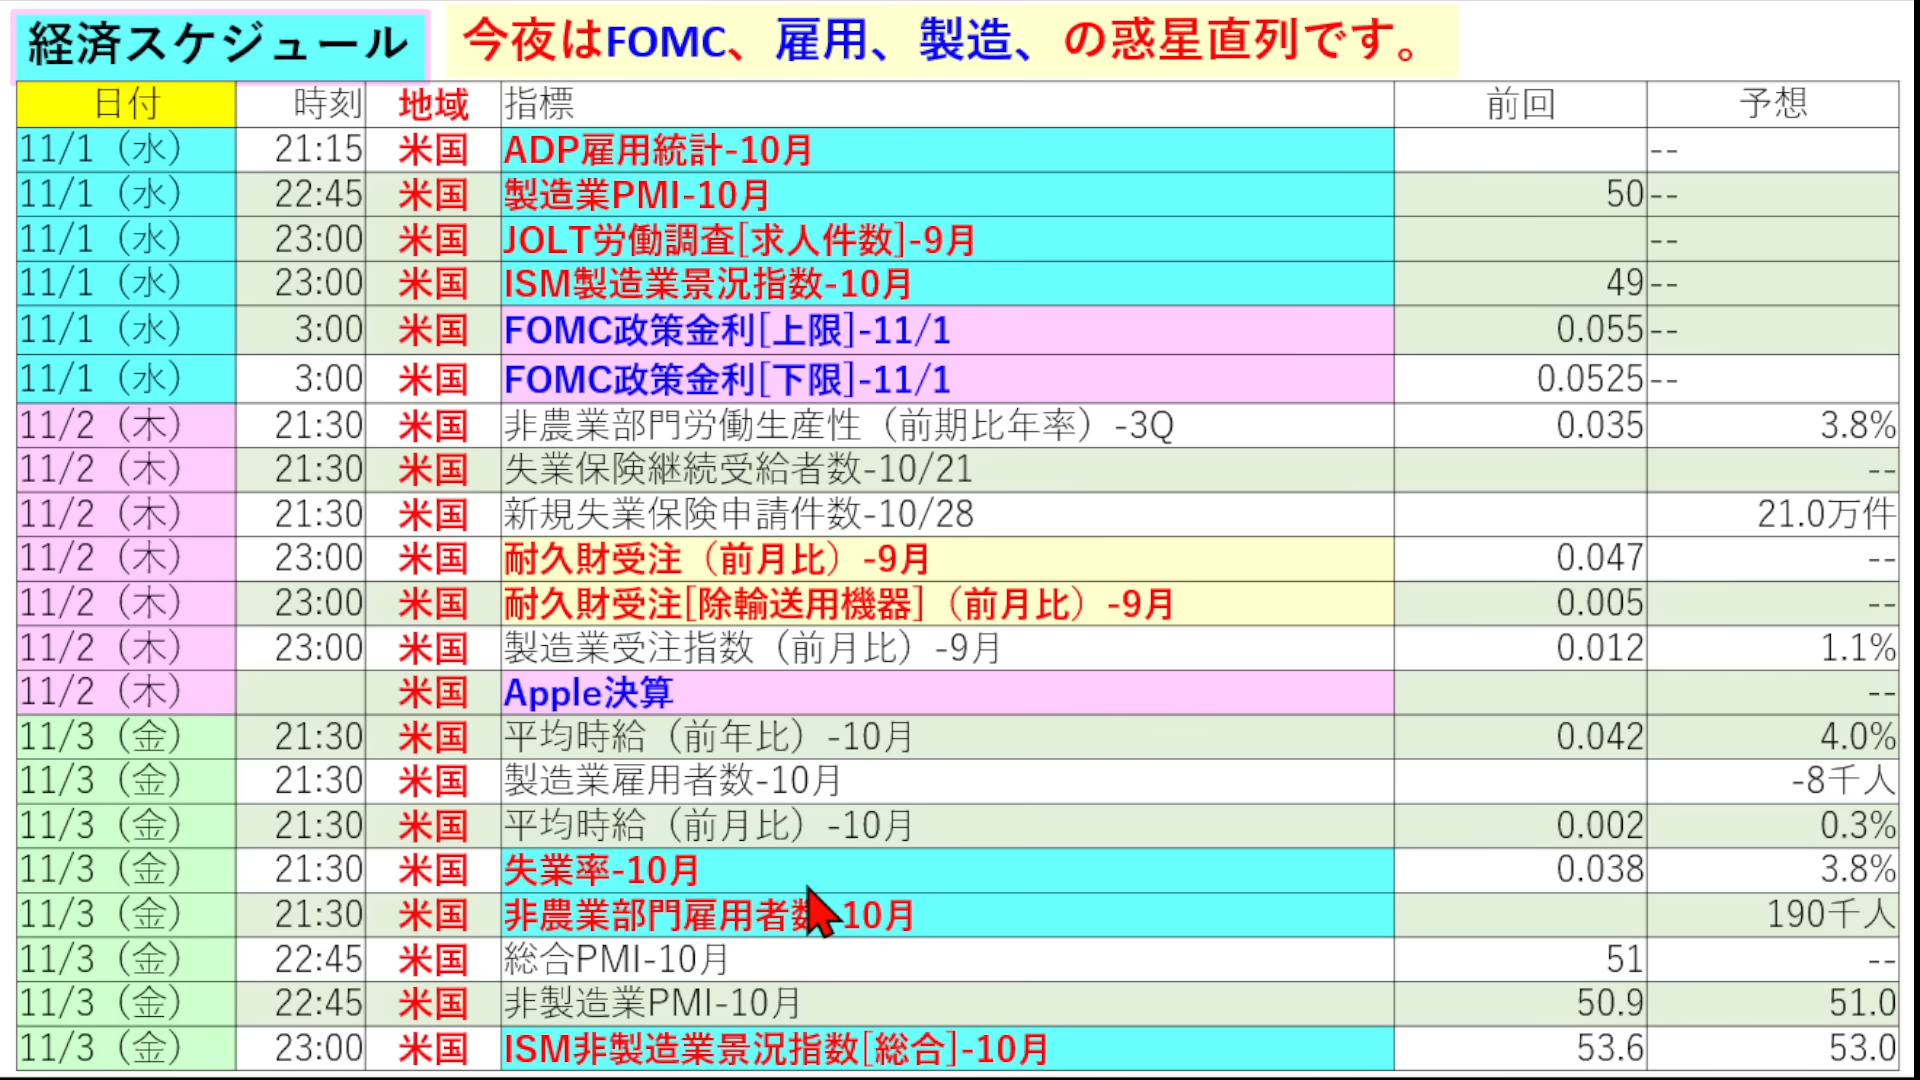 経済スケジュール
今夜はFOMC、雇用、製造、の惑星直列です。
日付 時刻 地域 指標 前回 予想
11/1（水） 21:15 米国 ADP雇用統計-10月 --
11/1（水） 22:45 米国 製造業PMI-10月 50 --
11/1（水） 23:00 米国 JOLT労働調査[求人件数]-9月 --
11/1（水） 23:00 米国 ISM製造業景況指数-10月 49 --
11/1（水） 3:00 米国 FOMC政策金利[上限]-11/1 0.055 --
11/1（水） 3:00 米国 FOMC政策金利[下限]-11/1 0.0525 --
11/2（木） 21:30 米国 非農業部門労働生産性（前期比年率）-3Q 0.035 3.8%
11/2（木） 21:30 米国 失業保険継続受給者数-10/21 --
11/2（木） 21:30 米国 新規失業保険申請件数-10/28 21.0万件
11/2（木） 23:00 米国 耐久財受注（前月比）-9月 0.047 --
11/2（木） 23:00 米国 耐久財受注[除輸送用機器]（前月比）-9月 0.005 --
11/2（木） 23:00 米国 製造業受注指数（前月比）-9月 0.012 1.1%
11/2（木） 米国 Apple決算 --
11/3（金） 21:30 米国 平均時給（前年比）-10月 0.042 4.0%
11/3（金） 21:30 米国 製造業雇用者数-10月 -8千人
11/3（金） 21:30 米国 平均時給（前月比）-10月 0.002 0.3%
11/3（金） 21:30 米国 失業率-10月 0.038 3.8%
11/3（金） 21:30 米国 非農業部門雇用者数-10月 190千人
11/3（金） 22:45 米国 総合PMI-10月 51 --
11/3（金） 22:45 米国 非製造業PMI-10月 50.9 51.0
11/3（金） 23:00 米国 ISM非製造業景況指数[総合]-10月 53.6 53.0